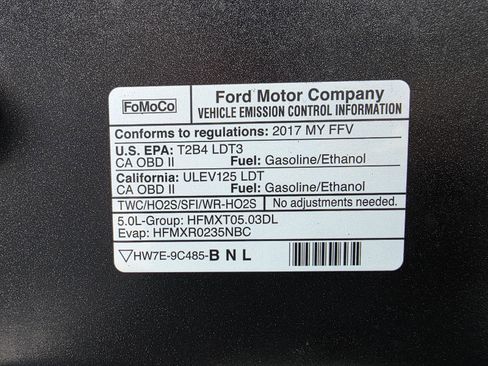 FoMoCo
Ford Motor Company
VEHICLE EMISSION CONTROL INFORMATION
Conforms to regulations: 2017 MY FFV
U.S. EPA: T2B4 LDT3
CA OBD II Fuel: Gasoline/Ethanol
California: ULEV125 LDT
CA OBD II Fuel: Gasoline/Ethanol
TWC/HO2S/SFI/WR-HO2S No adjustments needed.
5.0L-Group: HFMXT05.03DL
Evap: HFMXR0235NBC
HW7E-9C485-B N L